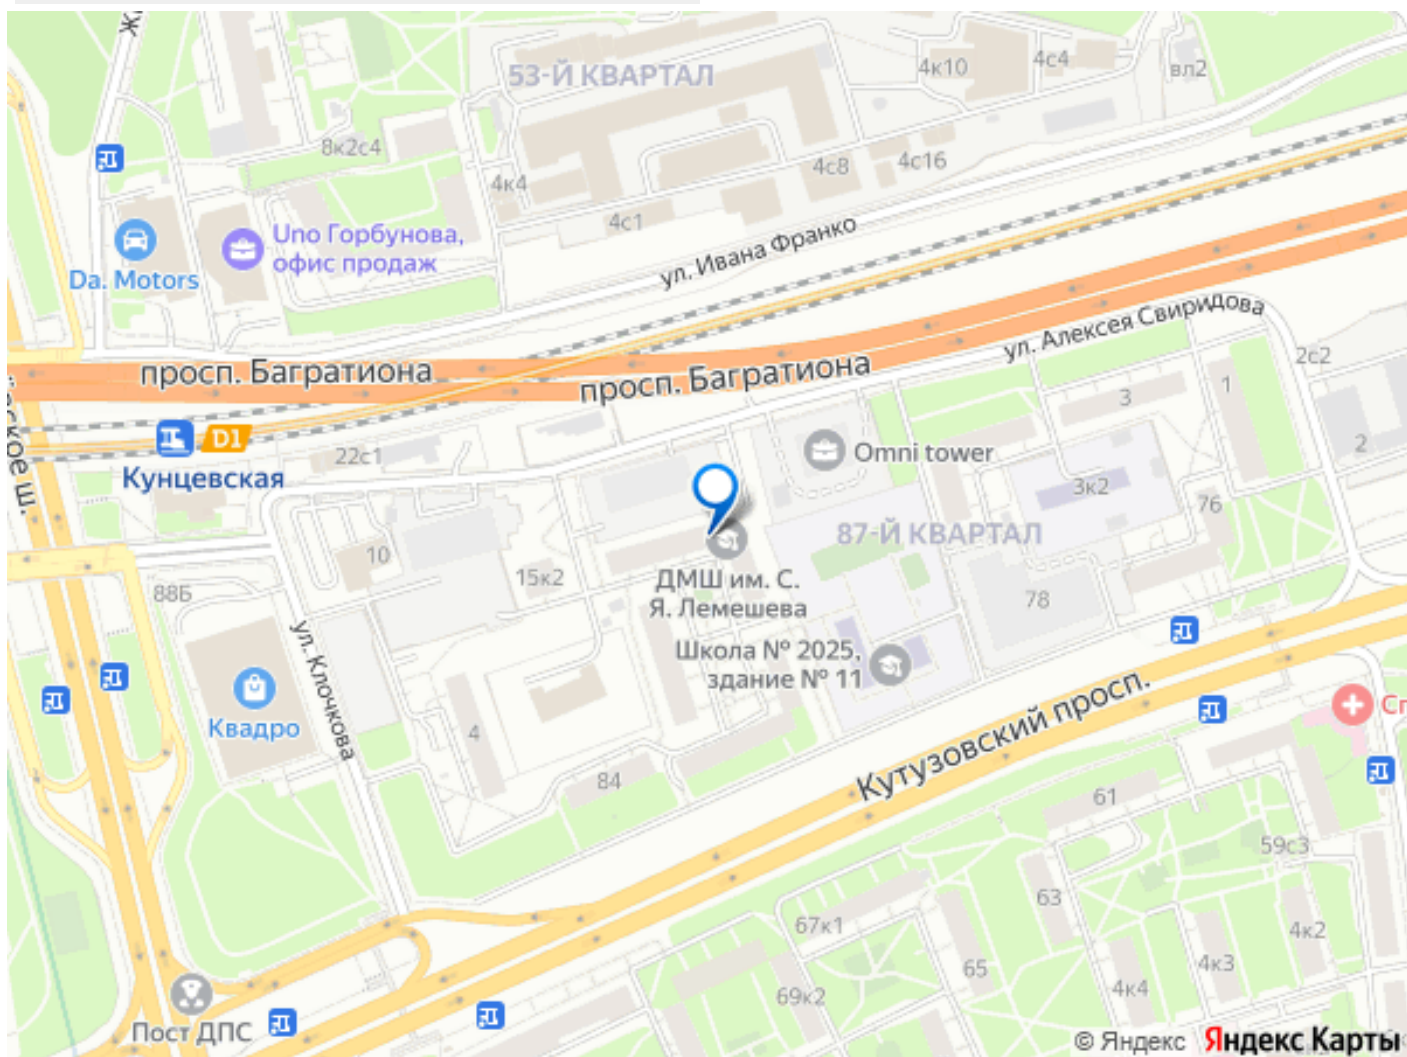 53-Й КВАРТАЛ
4к10
4с4
вл2
8к2с4
4к4
4с8
4с16
4с1
Uno Горбунова,
офис продаж
Da. Motors
ул. Ивана Франко
ул. Алексея Свиридова
просп. Багратиона
просп. Багратиона
2с2
3
1
2
D1
Кунцевская
22с1
Omni tower
3к2
76
87-Й КВАРТАЛ
10
15к2
88Б
ДМШ им. С.
Я. Лемешева
78
ул. Клочкова
Школа № 2025,
здание № 11
Квадро
4
84
Кутузовский просп.
61
59с3
63
67к1
4к2
65
4к3
4к4
69к2
Пост ДПС
© Яндекс Яндекс Карты